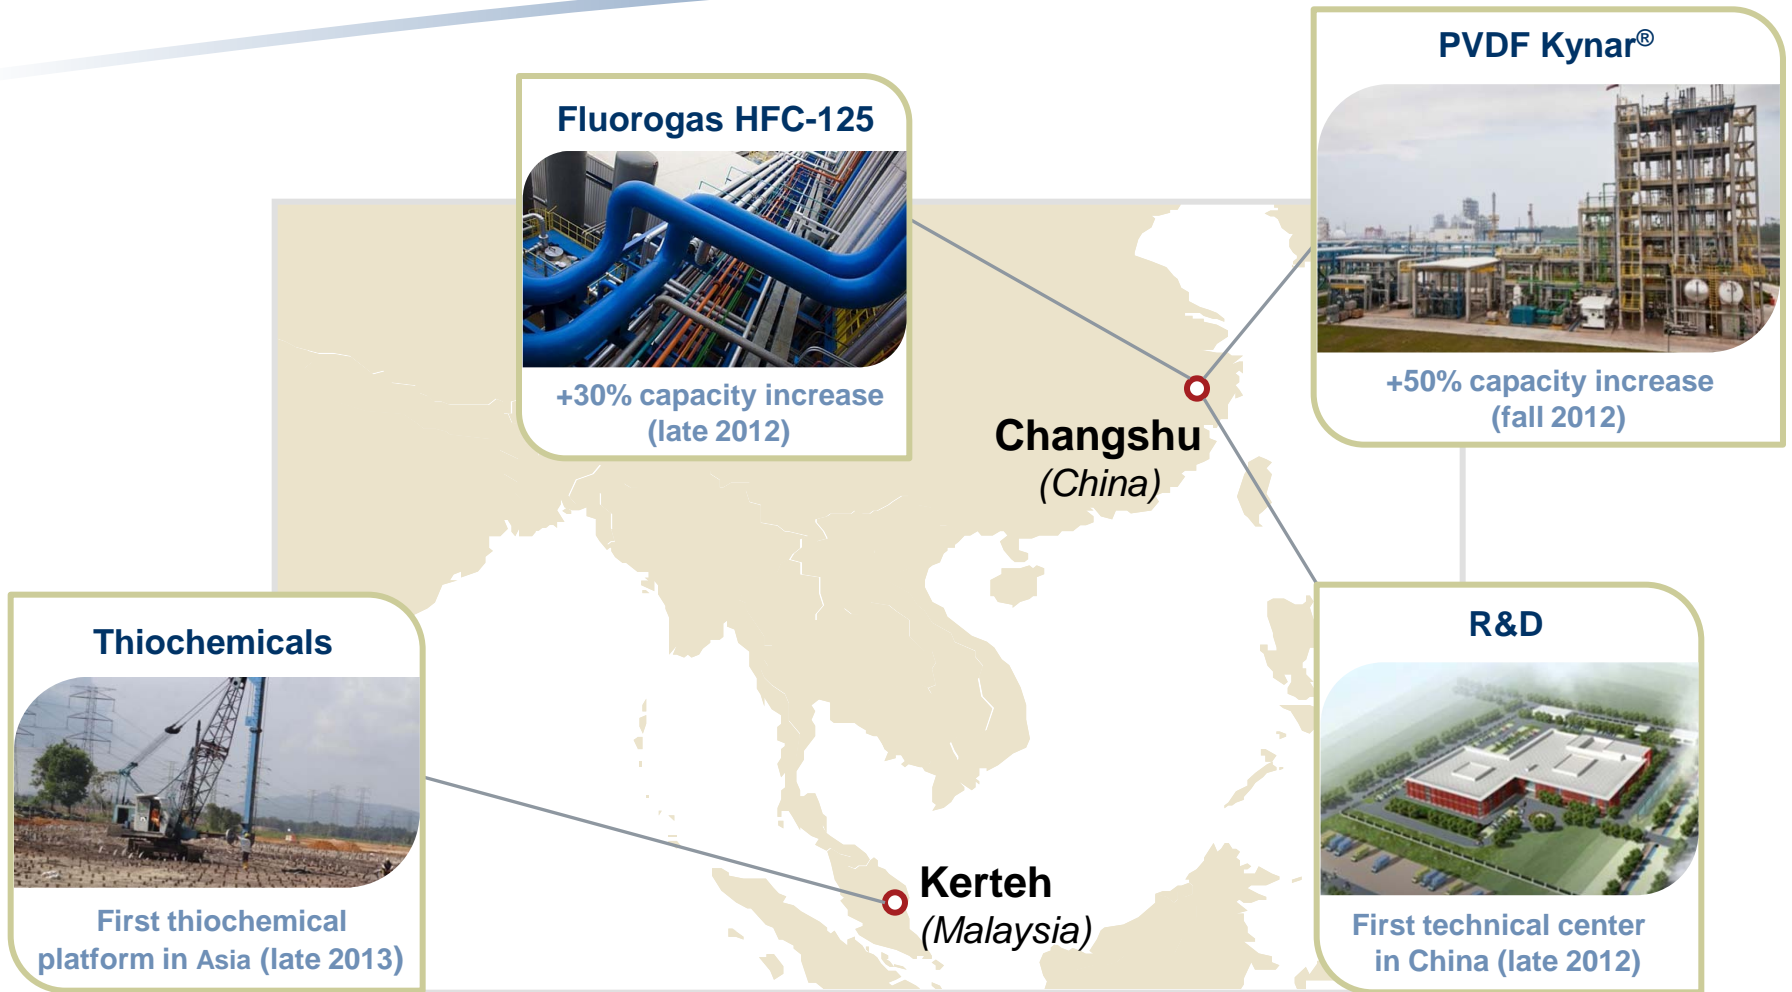 PVDF Kynar®
+50% capacity increase
(fall 2012)
Fluorogas HFC-125
+30% capacity increase
(late 2012)
Changshu
(China)
Thiochemicals
First thiochemical
platform in Asia (late 2013)
Kerteh
(Malaysia)
R&D
First technical center
in China (late 2012)